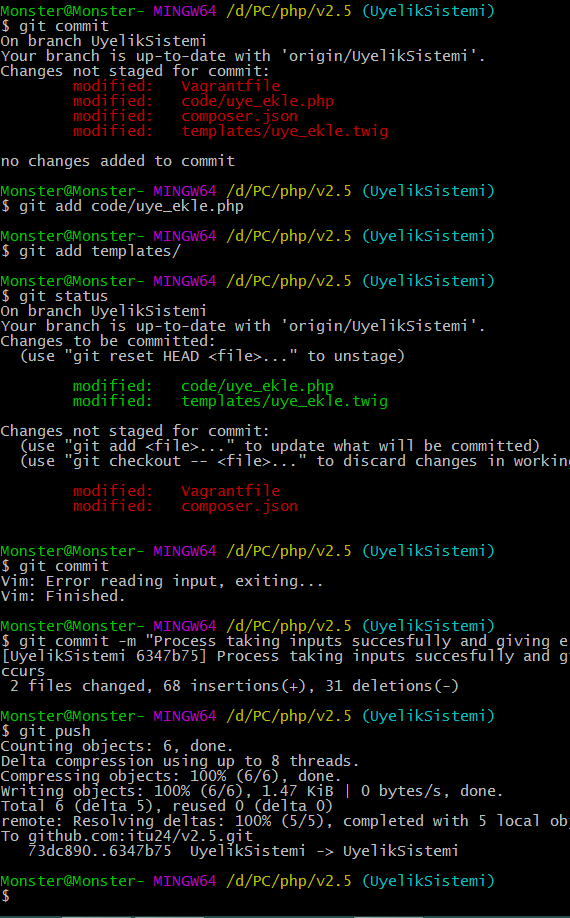 Monster@Monster- MINGW64 /d/PC/php/v2.5 (UyelikSistemi)
$ git commit
On branch UyelikSistemi
Your branch is up-to-date with 'origin/UyelikSistemi'.
Changes not staged for commit:
modified:   Vagrantfile
modified:   code/uye_ekle.php
modified:   composer.json
modified:   templates/uye_ekle.twig
no changes added to commit
Monster@Monster- MINGW64 /d/PC/php/v2.5 (UyelikSistemi)
$ git add code/uye_ekle.php
Monster@Monster- MINGW64 /d/PC/php/v2.5 (UyelikSistemi)
$ git add templates/
Monster@Monster- MINGW64 /d/PC/php/v2.5 (UyelikSistemi)
$ git status
On branch UyelikSistemi
Your branch is up-to-date with 'origin/UyelikSistemi'.
Changes to be committed:
(use "git reset HEAD <file>..." to unstage)
modified:   code/uye_ekle.php
modified:   templates/uye_ekle.twig
Changes not staged for commit:
(use "git add <file>..." to update what will be committed)
(use "git checkout -- <file>..." to discard changes in workin
modified:   Vagrantfile
modified:   composer.json
Monster@Monster- MINGW64 /d/PC/php/v2.5 (UyelikSistemi)
$ git commit
Vim: Error reading input, exiting...
Vim: Finished.
Monster@Monster- MINGW64 /d/PC/php/v2.5 (UyelikSistemi)
$ git commit -m "Process taking inputs succesfully and giving e
[UyelikSistemi 6347b75] Process taking inputs succesfully and gi
ccurs
2 files changed, 68 insertions(+), 31 deletions(-)
Monster@Monster- MINGW64 /d/PC/php/v2.5 (UyelikSistemi)
$ git push
Counting objects: 6, done.
Delta compression using up to 8 threads.
Compressing objects: 100% (6/6), done.
Writing objects: 100% (6/6), 1.47 KiB | 0 bytes/s, done.
Total 6 (delta 5), reused 0 (delta 0)
remote: Resolving deltas: 100% (5/5), completed with 5 local obj
To github.com:itu24/v2.5.git
73dc890..6347b75  UyelikSistemi -> UyelikSistemi
Monster@Monster- MINGW64 /d/PC/php/v2.5 (UyelikSistemi)
$